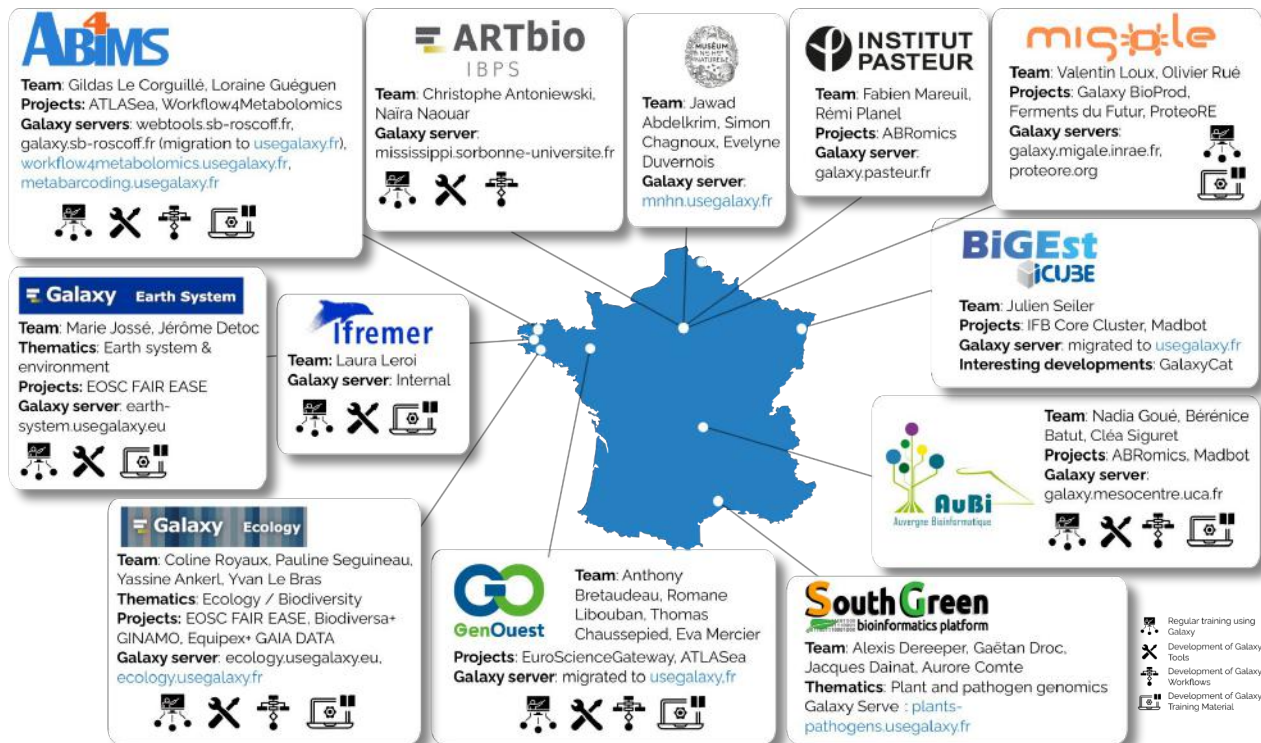 ABiMS
4
Team: Gildas Le Corguillé, Loraine Guéguen
Projects: ATLASea, Workflow4Metabolomics
Galaxy servers: webtools.sb-roscoff.fr,
galaxy.sb-roscoff.fr (migration to usegalaxy.fr),
workflow4metabolomics.usegalaxy.fr,
metabarcoding.usegalaxy.fr
ARTbio
IBPS
Team: Christophe Antoniewski,
Naïra Naouar
Galaxy server:
mississippi.sorbonne-universite.fr
MUSÉUM
NATURELLE
Team: Jawad
Abdelkrim, Simon
Chagnoux, Evelyne
Duvernois
Galaxy server:
mnhn.usegalaxy.fr
INSTITUT
PASTEUR
Team: Fabien Mareuil,
Rémi Planel
Projects: ABRomics
Galaxy server:
galaxy.pasteur.fr
migale
Team: Valentin Loux, Olivier Rué
Projects: Galaxy BioProd,
Ferments du Futur, ProteoRE
Galaxy servers:
galaxy.migale.inrae.fr,
proteore.org
BiGEst
iCUBE
Team: Julien Seiler
Projects: IFB Core Cluster, Madbot
Galaxy server: migrated to usegalaxy.fr
Interesting developments: GalaxyCat
Galaxy Earth System
Team: Marie Jossé, Jérôme Detoc
Thematics: Earth system &
environment
Projects: EOSC FAIR EASE
Galaxy server: earth-
system.usegalaxy.eu
Ifremer
Team: Laura Leroi
Galaxy server: Internal
AuBi
Auvergne Bioinformatique
Team: Nadia Goué, Bérénice
Batut, Cléa Siguret
Projects: ABRomics, Madbot
Galaxy server:
galaxy.mesocentre.uca.fr
Galaxy Ecology
Team: Coline Royaux, Pauline Seguineau,
Yassine Ankerl, Yvan Le Bras
Thematics: Ecology / Biodiversity
Projects: EOSC FAIR EASE, Biodiversa+
GINAMO, Equipex+ GAIA DATA
Galaxy server: ecology.usegalaxy.eu,
ecology.usegalaxy.fr
GO
GenOuest
Team: Anthony
Bretaudeau, Romane
Libouban, Thomas
Chaussepied, Eva Mercier
Projects: EuroScienceGateway, ATLASea
Galaxy server: migrated to usegalaxy.fr
South Green
bioinformatics platform
Team: Alexis Dereeper, Gaëtan Droc,
Jacques Dainat, Aurore Comte
Thematics: Plant and pathogen genomics
Galaxy Serve : plants-
pathogens.usegalaxy.fr
Regular training using
Galaxy
Development of Galaxy
Tools
Development of Galaxy
Workflows
Development of Galaxy
Training Material